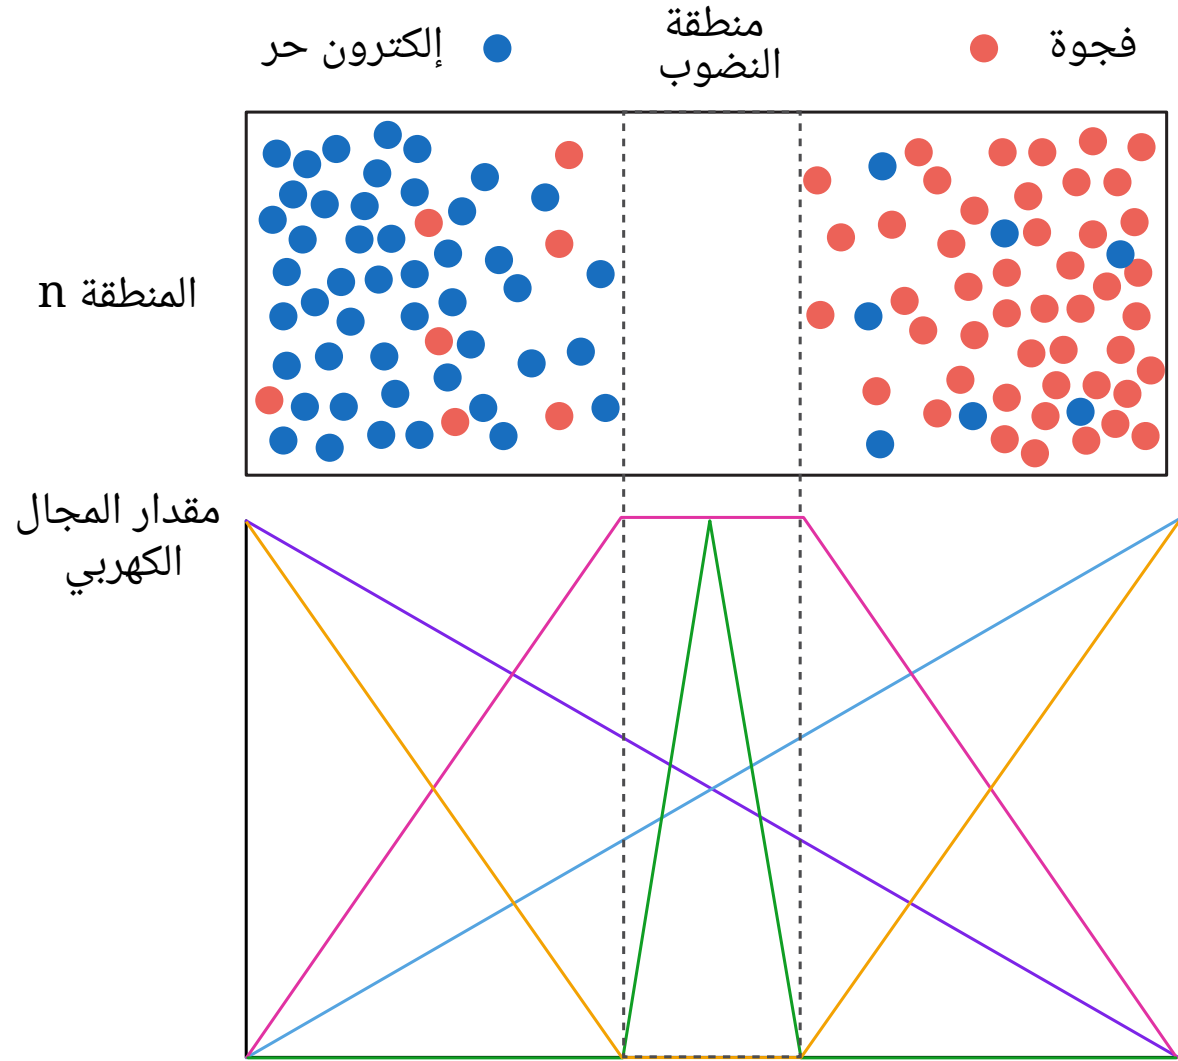 فجوة
منطقة
النضوب
إلكترون حر
المنطقة n
مقدار المجال
الكهربي